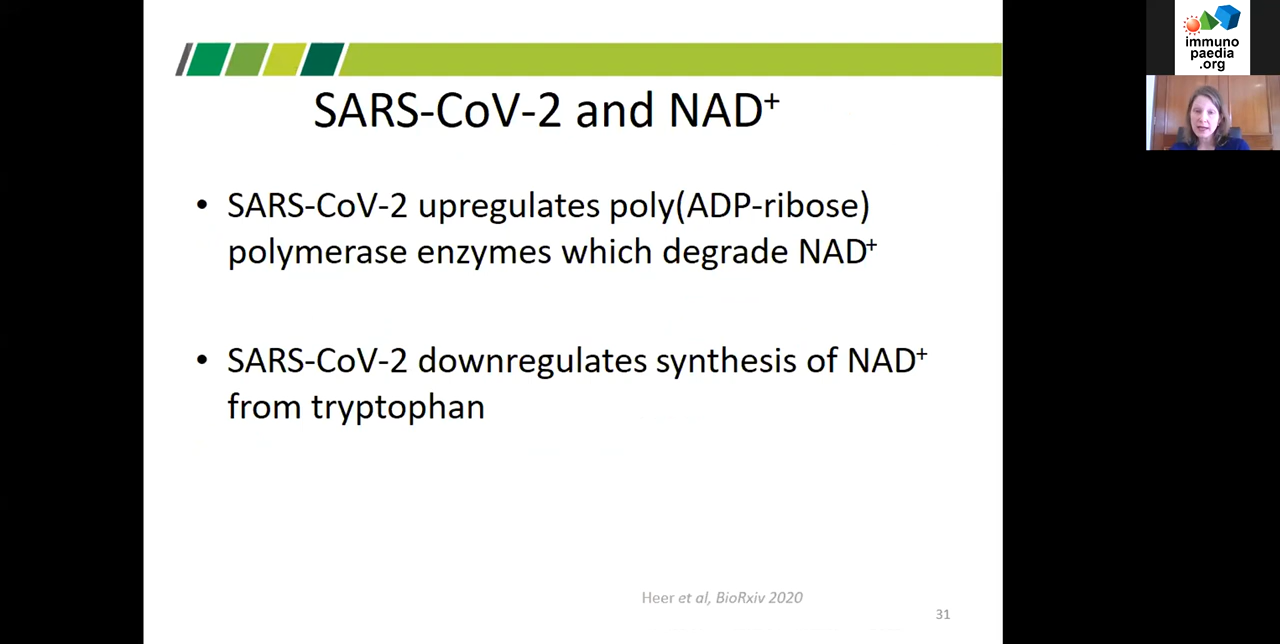 immuno
paedia
.org
SARS-CoV-2 and NAD⁺
• SARS-CoV-2 upregulates poly(ADP-ribose)
polymerase enzymes which degrade NAD⁺
• SARS-CoV-2 downregulates synthesis of NAD⁺
from tryptophan
Heer et al, BioRxiv 2020
31